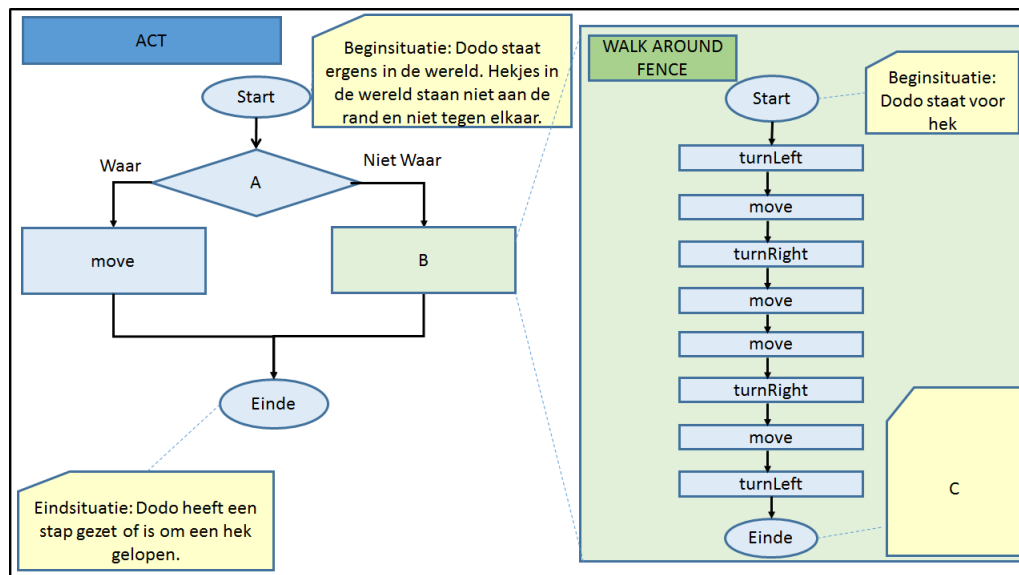 ACT
Beginsituatie: Dodo staat
ergens in de wereld. Hekjes in
de wereld staan niet aan de
rand en niet tegen elkaar.
Start
Waar
Niet Waar
A
move
B
Einde
Eindsituatie: Dodo heeft een
stap gezet of is om een hek
gelopen.
WALK AROUND
FENCE
Beginsituatie:
Dodo staat voor
hek
Start
turnLeft
move
turnRight
move
move
turnRight
move
turnLeft
Einde
C